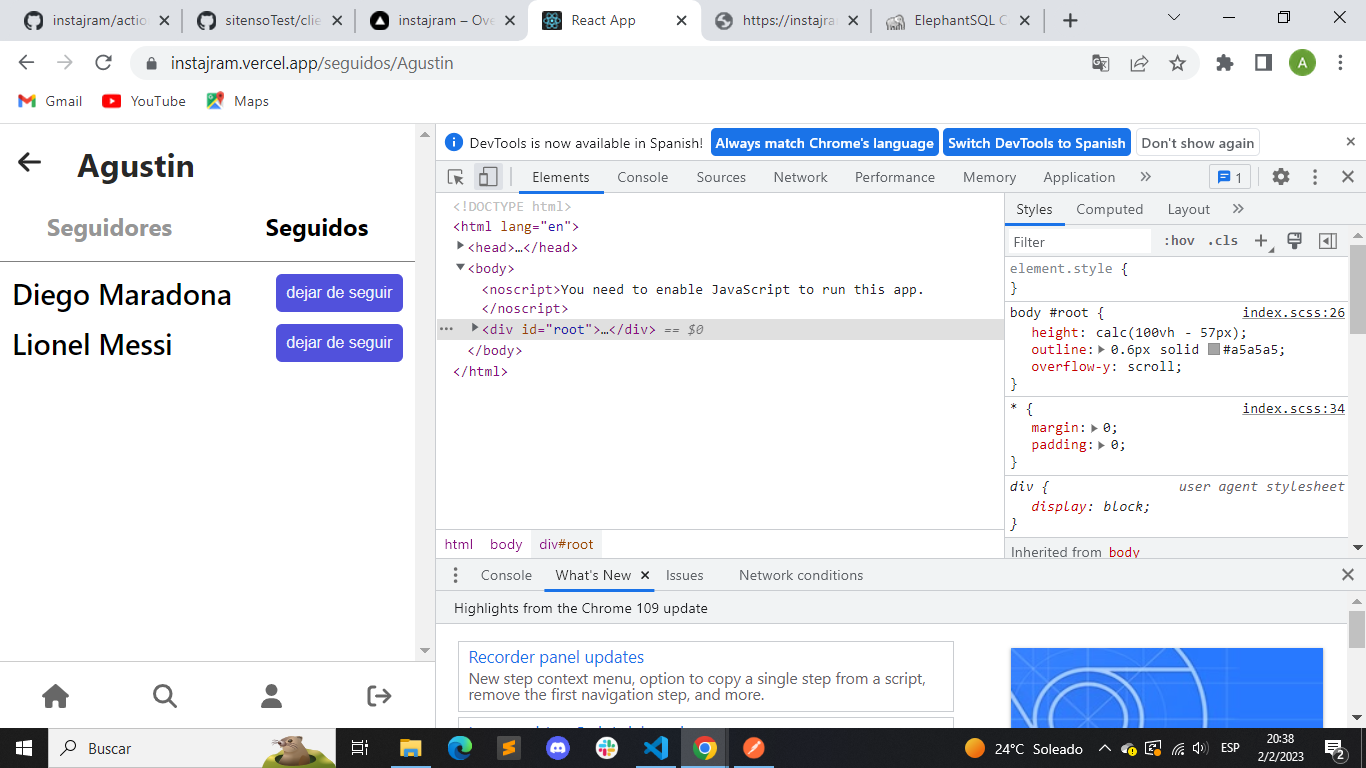 instajram/action
sitensoTest/clie
instajram – Ove
React App
https://instajra
ElephantSQL C
instajram.vercel.app/seguidos/Agustin
A
Gmail
YouTube
Maps
Agustin
Seguidores
Seguidos
Diego Maradona
dejar de seguir
Lionel Messi
dejar de seguir
DevTools is now available in Spanish!
Always match Chrome's language
Switch DevTools to Spanish
Don't show again
Elements
Console
Sources
Network
Performance
Memory
Application
1
<!DOCTYPE html>
<html lang="en">
<head>…</head>
<body>
<noscript>You need to enable JavaScript to run this app.
</noscript>
<div id="root">…</div> == $0
</body>
</html>
html
body
div#root
Styles
Computed
Layout
Filter
:hov
.cls
element.style {
}
body #root {
index.scss:26
height: calc(100vh - 57px);
outline: 0.6px solid #a5a5a5;
overflow-y: scroll;
}
* {
index.scss:34
margin: 0;
padding: 0;
}
div {
user agent stylesheet
display: block;
}
Inherited from body
Console
What's New
Issues
Network conditions
Highlights from the Chrome 109 update
Recorder panel updates
New step context menu, option to copy a single step from a script,
remove the first navigation step, and more.
Buscar
24°C Soleado
ESP
20:38
2/2/2023
2